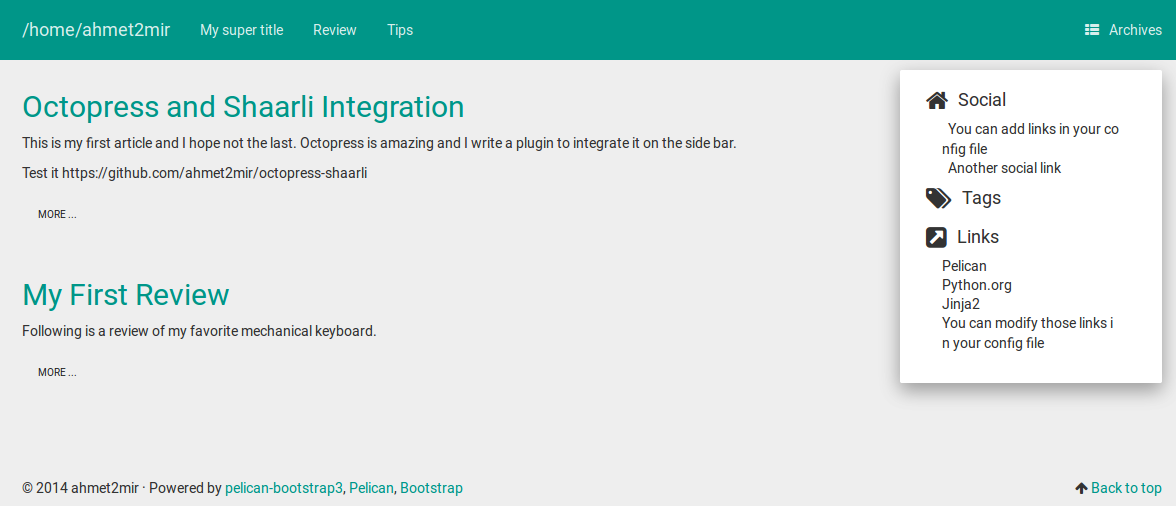 /home/ahmet2mir My super title Review Tips Archives
Octopress and Shaarli Integration
This is my first article and I hope not the last. Octopress is amazing and I write a plugin to integrate it on the side bar.
Test it https://github.com/ahmet2mir/octopress-shaarli
MORE ...
My First Review
Following is a review of my favorite mechanical keyboard.
MORE ...
Social
You can add links in your co
nfig file
Another social link
Tags
Links
Pelican
Python.org
Jinja2
You can modify those links i
n your config file
© 2014 ahmet2mir · Powered by pelican-bootstrap3, Pelican, Bootstrap
Back to top